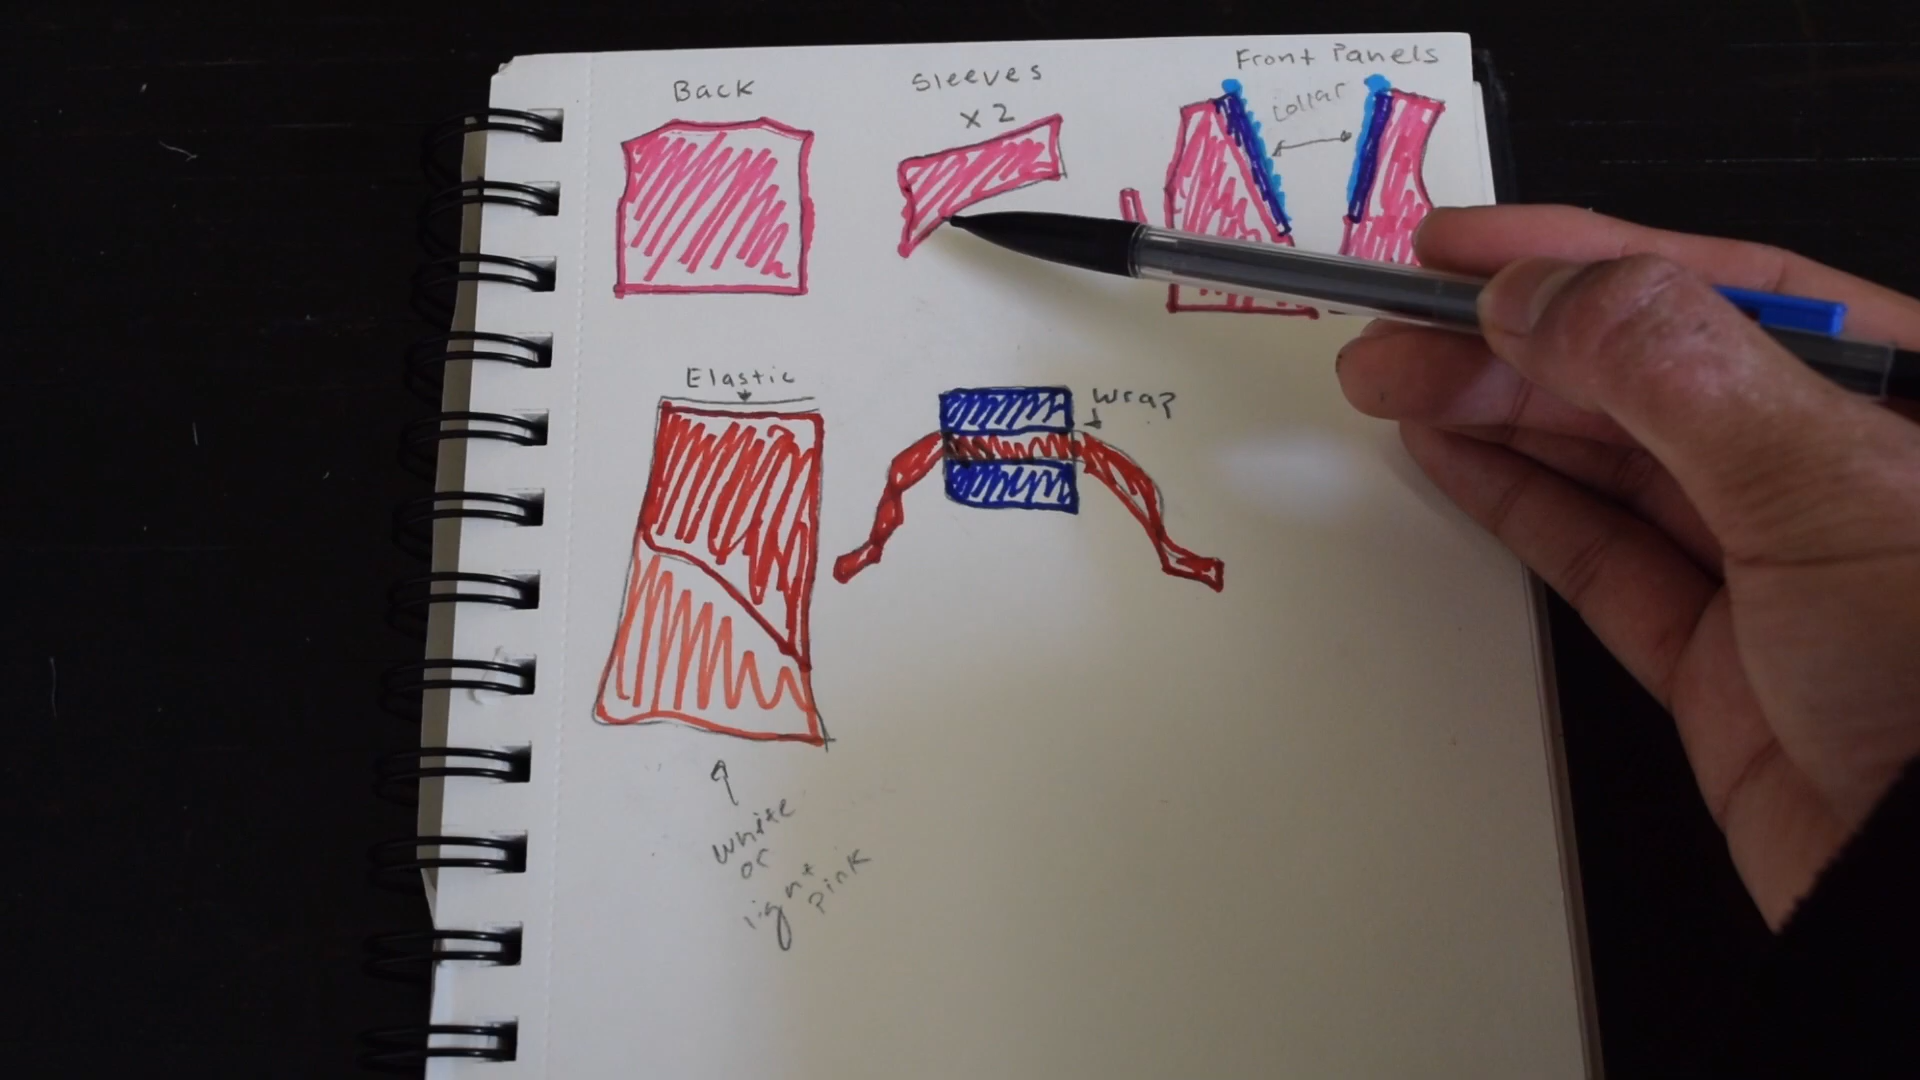 Back
Sleeves
x 2
Front Panels
collar
Elastic
wrap
white
or
light
pink